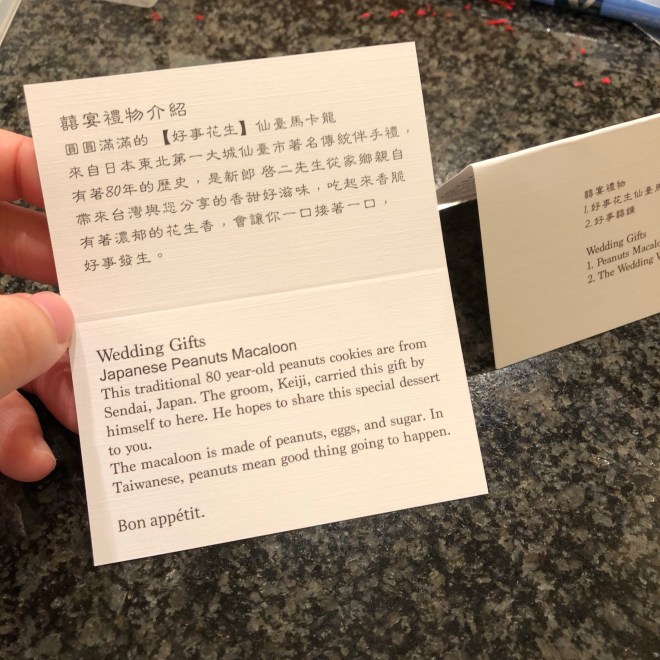 囍宴禮物介紹
圓圓滿滿的【好事花生】仙臺馬卡龍
來自日本東北第一大城仙臺市著名傳統伴手禮，
有著80年的歷史，是新郎 啓二先生從家鄉親自
帶來台灣與您分享的香甜好滋味，吃起來香脆
有著濃郁的花生香，會讓你一口接著一口，
好事發生。
Wedding Gifts
Japanese Peanuts Macaloon
This traditional 80 year-old peanuts cookies are from
Sendai, Japan. The groom, Keiji, carried this gift by
himself to here. He hopes to share this special dessert
to you.
The macaloon is made of peanuts, eggs, and sugar. In
Taiwanese, peanuts mean good thing going to happen.
Bon appétit.
囍宴禮物
1.好事花生仙臺馬
2.好事囍
Wedding Gifts
1. Peanuts Macalo
2. The Wedding